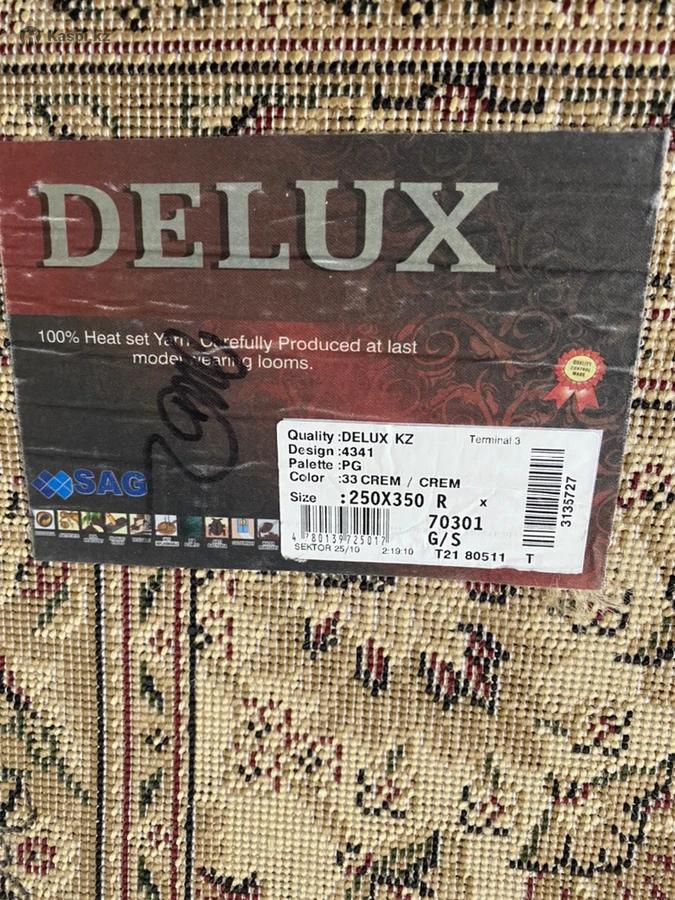 Kaspi.kz
DELUX
100% Heat set Yarn Carefully Produced at last
model wearing looms.
QUALITY
CONTROL
MADE
SAG
Quality :DELUX KZ
Terminal 3
Design :4341
Palette :PG
Color :33 CREM / CREM
Size :250X350 R x
70301
4 780139 725017
G/S
SEKTOR 25/10 2:19:10 T21 80511 T
3135727